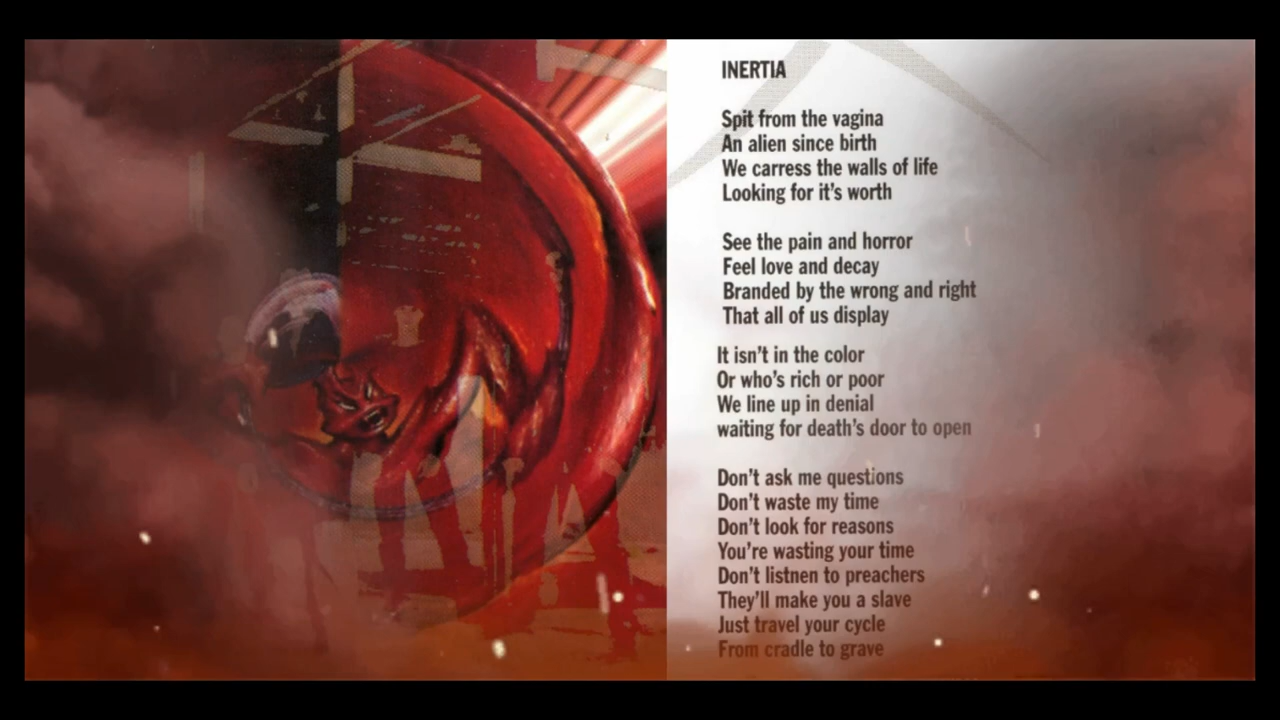 INERTIA
Spit from the vagina
An alien since birth
We carress the walls of life
Looking for it's worth
See the pain and horror
Feel love and decay
Branded by the wrong and right
That all of us display
It isn't in the color
Or who's rich or poor
We line up in denial
waiting for death's door to open
Don't ask me questions
Don't waste my time
Don't look for reasons
You're wasting your time
Don't listnen to preachers
They'll make you a slave
Just travel your cycle
From cradle to grave